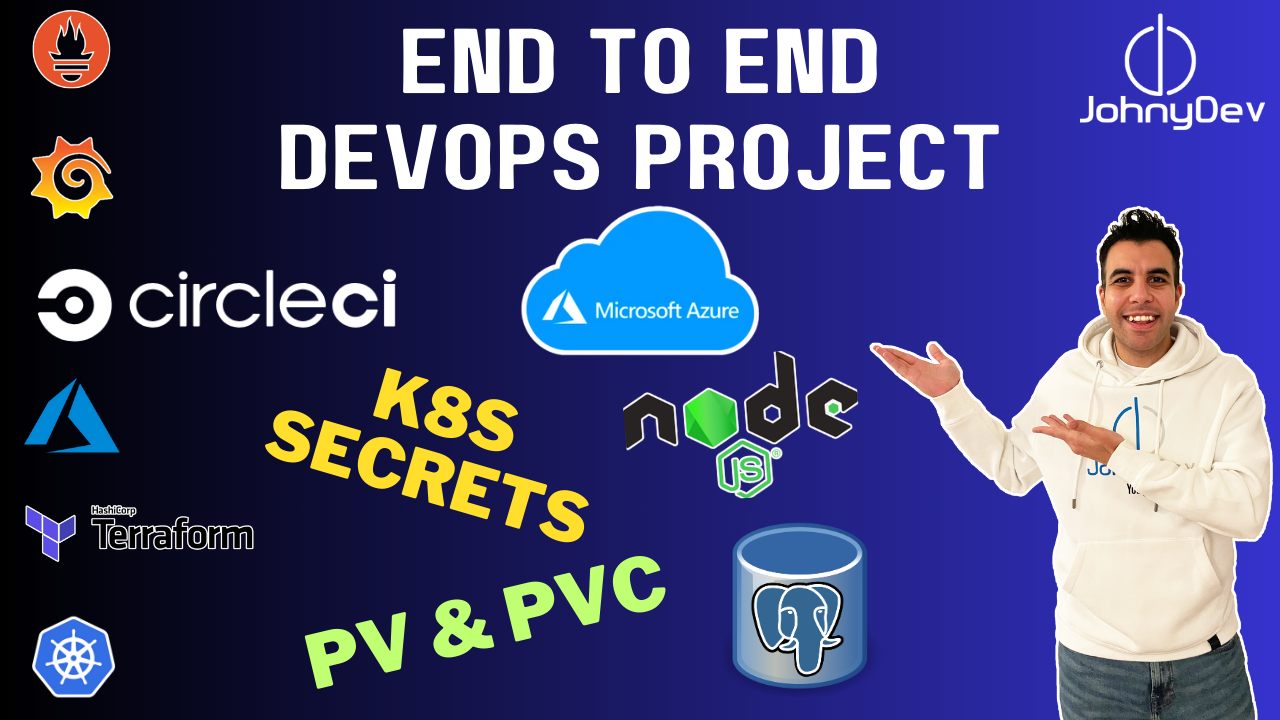 END TO END
DEVOPS PROJECT
JohnyDev
circleci
Microsoft Azure
K8S
SECRETS
node
JS
HashiCorp
Terraform
PV & PVC